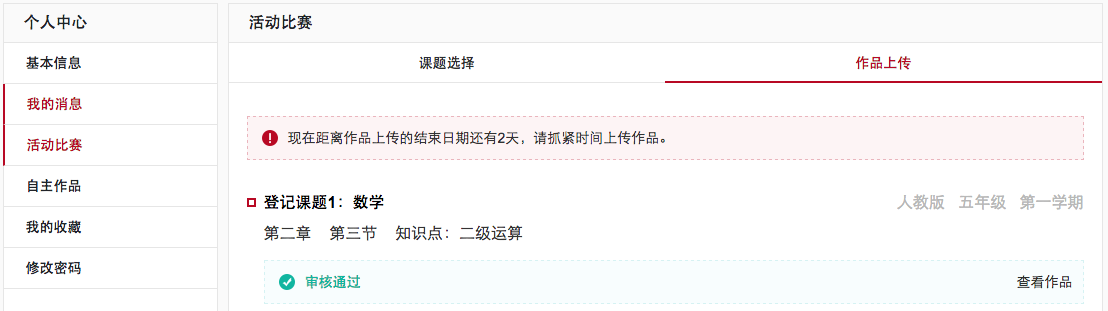 个人中心
基本信息
我的消息
活动比赛
自主作品
我的收藏
修改密码
活动比赛
课题选择 作品上传
现在距离作品上传的结束日期还有2天，请抓紧时间上传作品。
登记课题1：数学 人教版 五年级 第一学期
第二章 第三节 知识点：二级运算
审核通过 查看作品